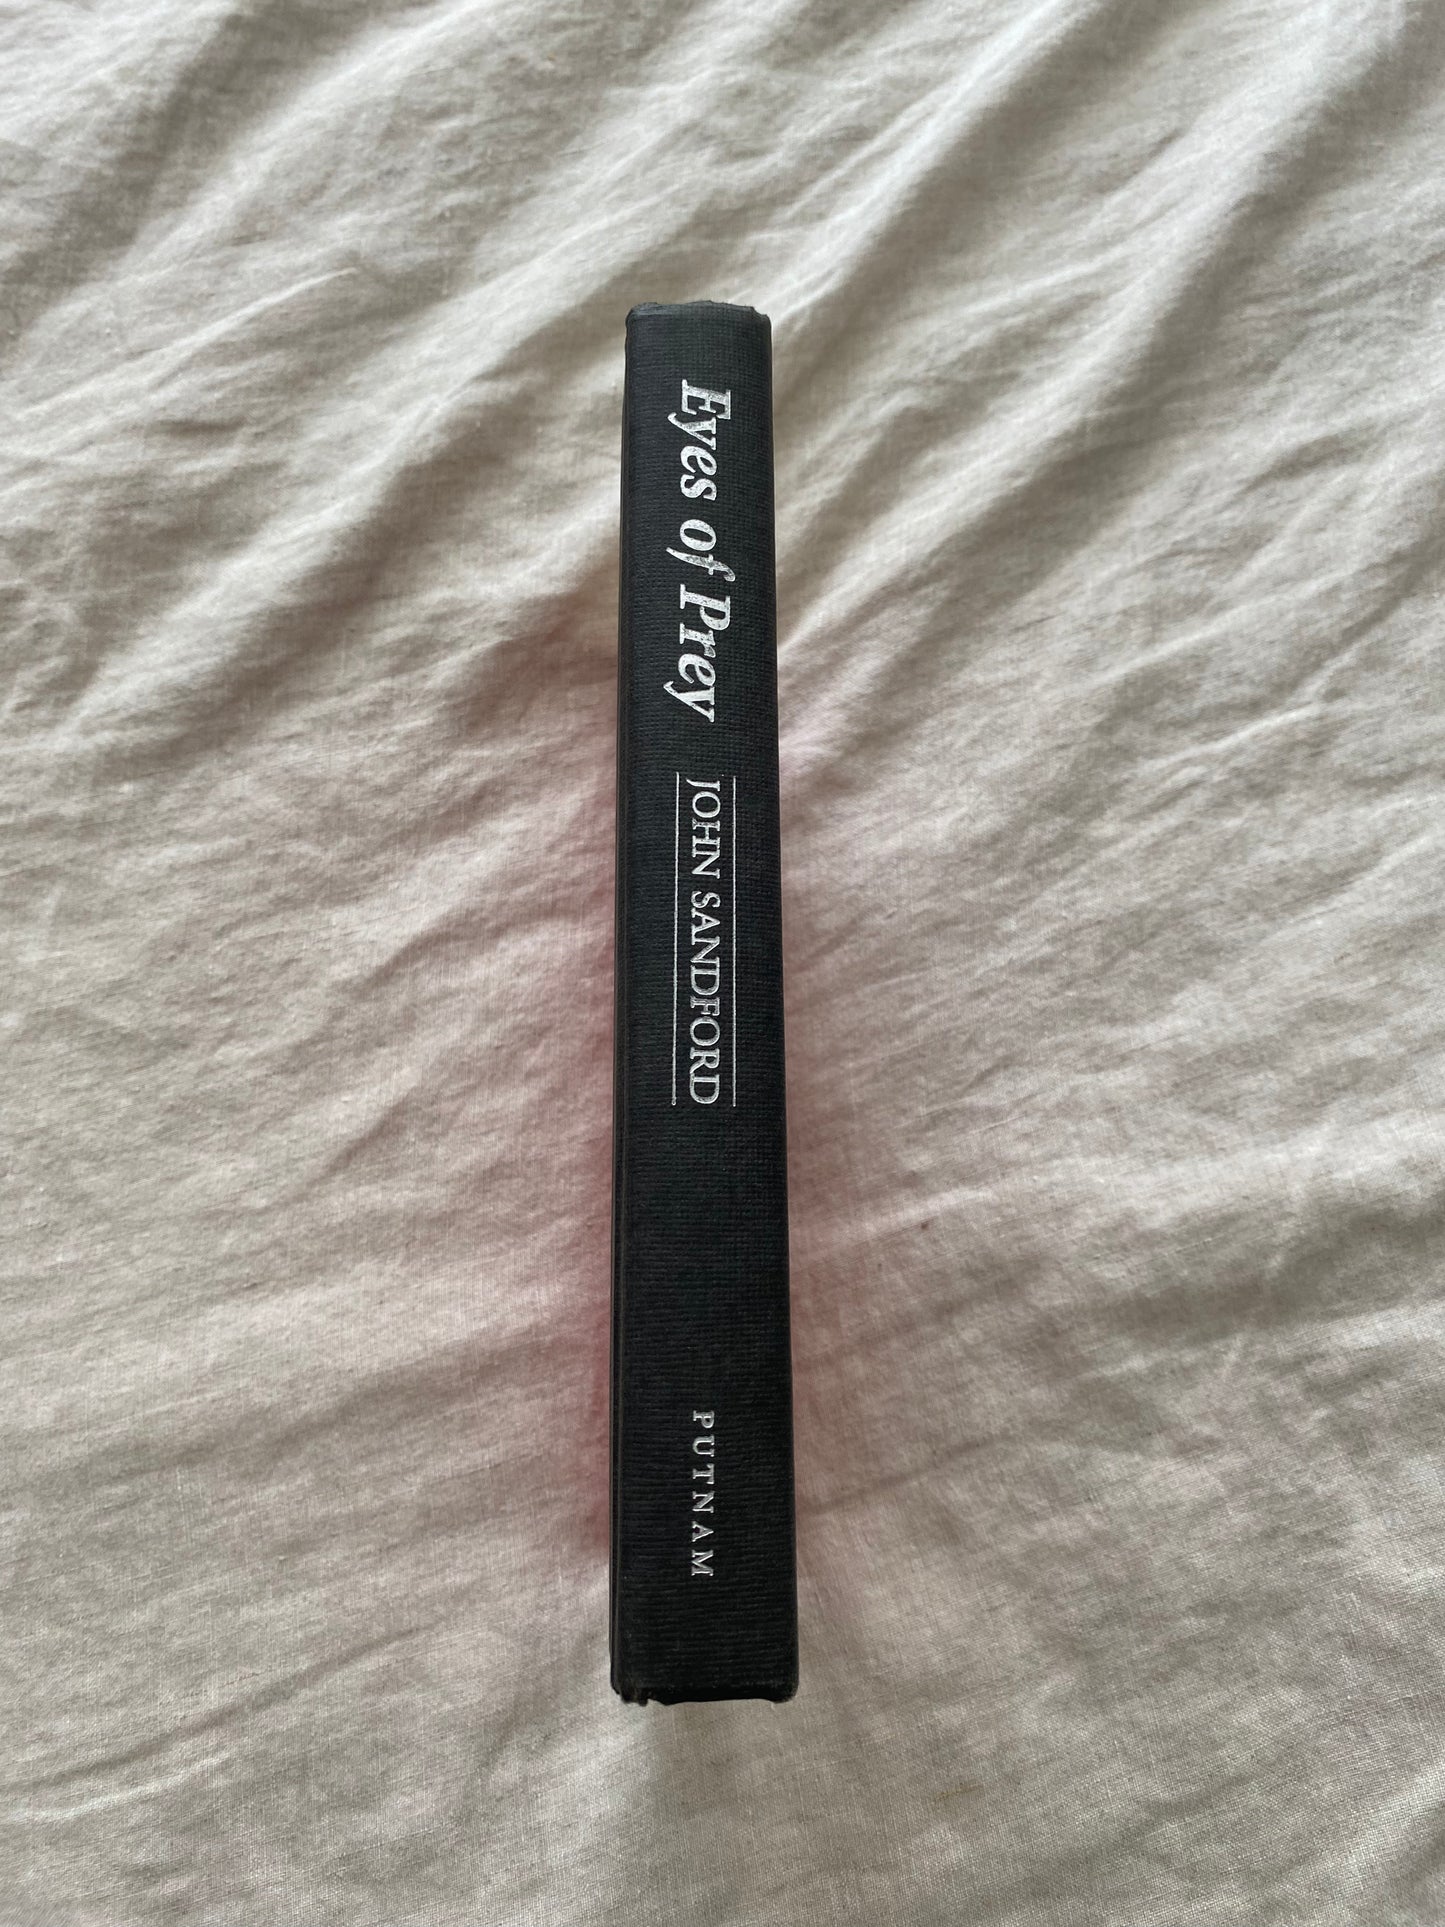 Eyes of Prey
JOHN SANDFORD
PUTNAM